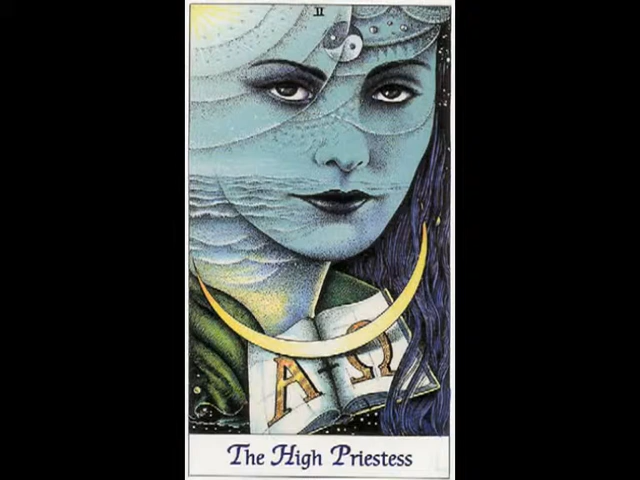 II
A Ω
The High Priestess